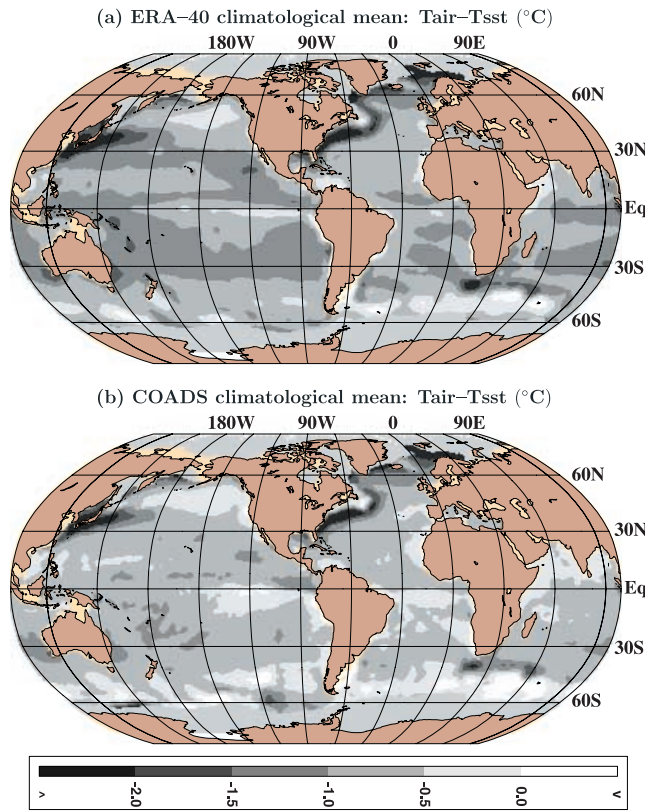 (a) ERA–40 climatological mean: Tair–Tsst (°C)
180W 90W 0 90E
60N
30N
Eq
30S
60S
(b) COADS climatological mean: Tair–Tsst (°C)
180W 90W 0 90E
60N
30N
Eq
30S
60S
< -2.0 -1.5 -1.0 -0.5 0.0 >